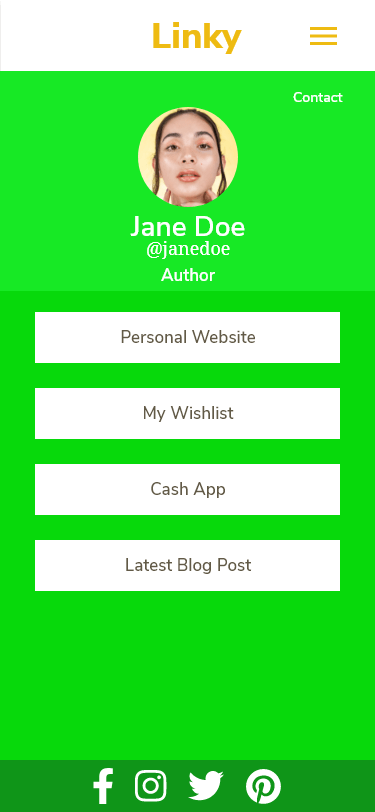 Linky
Contact
Jane Doe
@janedoe
Author
Personal Website
My Wishlist
Cash App
Latest Blog Post